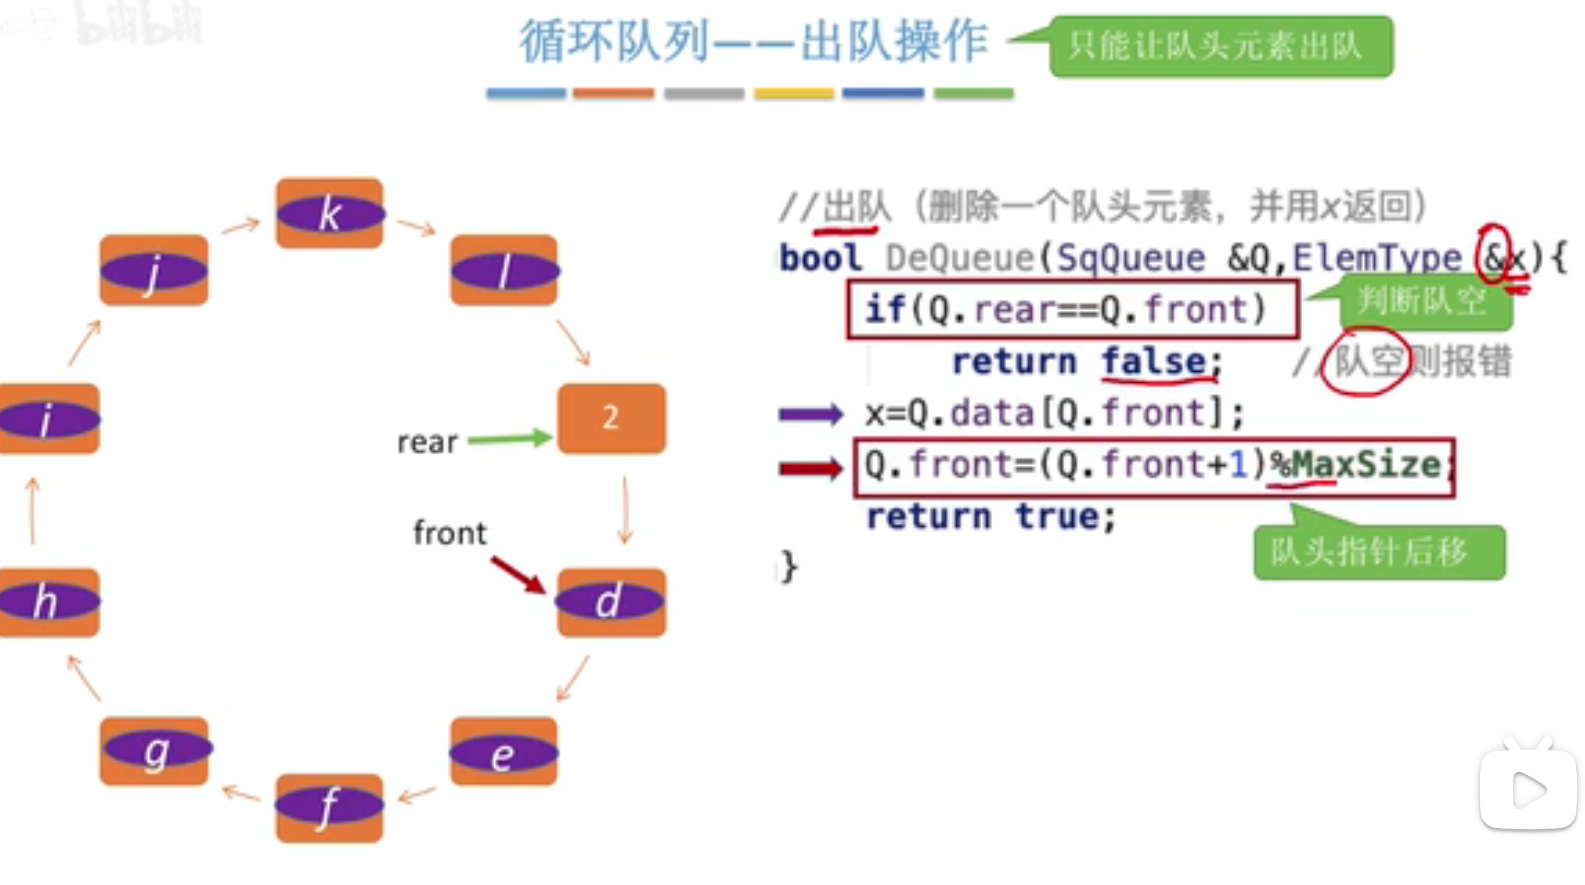 bilibili
循环队列——出队操作
只能让队头元素出队
k
j
l
i
2
rear
front
h
d
g
e
f
//出队（删除一个队头元素，并用x返回）
bool DeQueue(SqQueue &Q,ElemType &x){
if(Q.rear==Q.front)
判断队空
return false; //队空则报错
x=Q.data[Q.front];
Q.front=(Q.front+1)%MaxSize;
return true;
队头指针后移
}